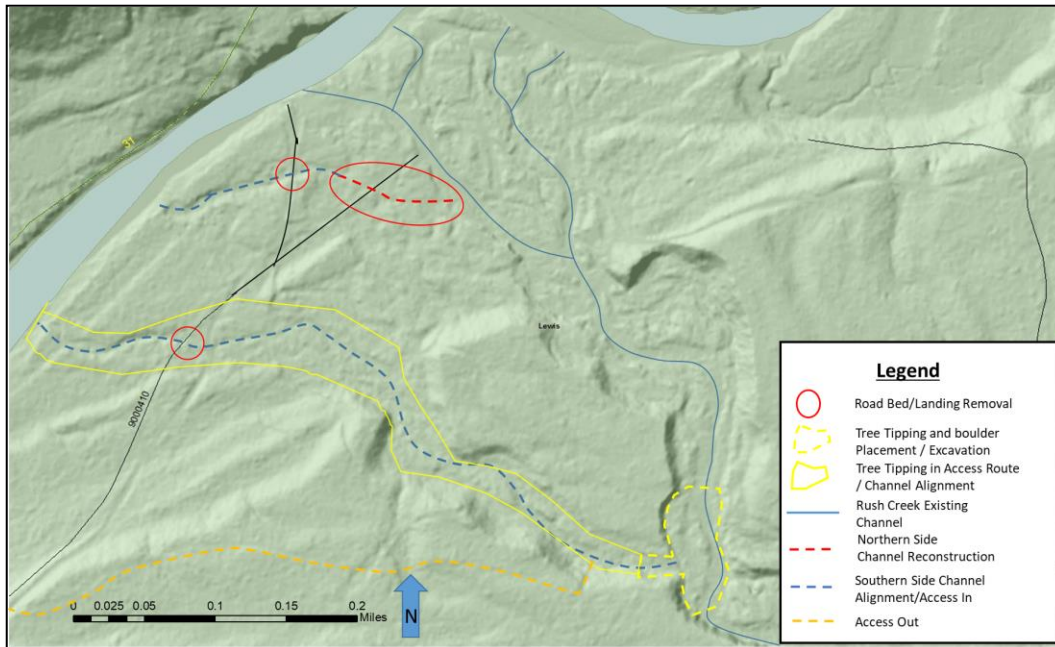 31
Lewis
9000410
Legend
Road Bed/Landing Removal
Tree Tipping and boulder
Placement / Excavation
Tree Tipping in Access Route
/ Channel Alignment
Rush Creek Existing
Channel
Northern Side
Channel Reconstruction
Southern Side Channel
Alignment/Access In
Access Out
0 0.025 0.05 0.1 0.15 0.2
Miles
N